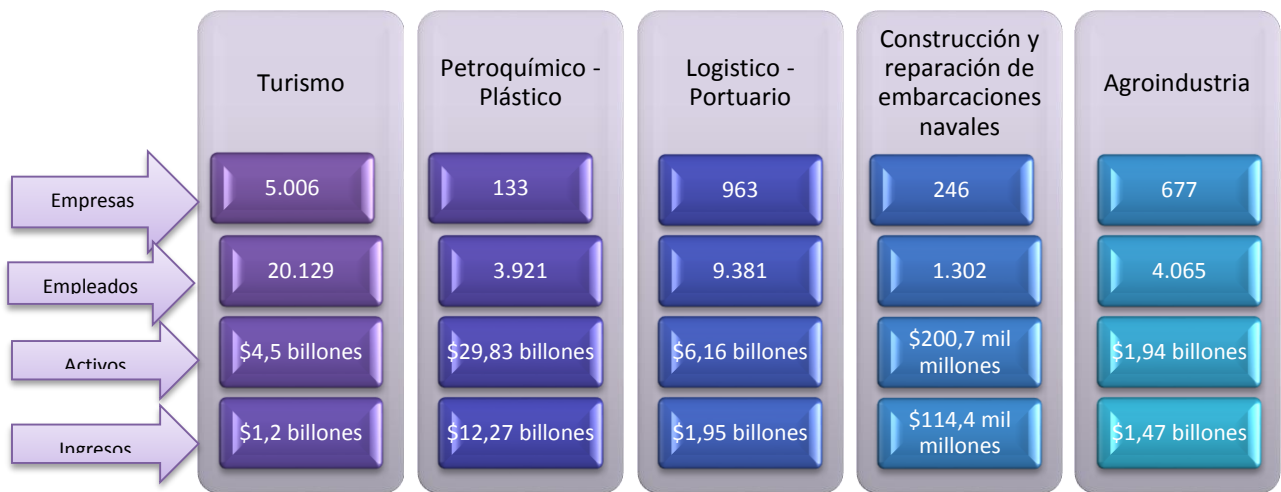 Turismo
Petroquímico -
Plástico
Logistico -
Portuario
Construcción y
reparación de
embarcaciones
navales
Agroindustria
Empresas
5.006
133
963
246
677
Empleados
20.129
3.921
9.381
1.302
4.065
Activos
$4,5 billones
$29,83 billones
$6,16 billones
$200,7 mil
millones
$1,94 billones
Ingresos
$1,2 billones
$12,27 billones
$1,95 billones
$114,4 mil
millones
$1,47 billones